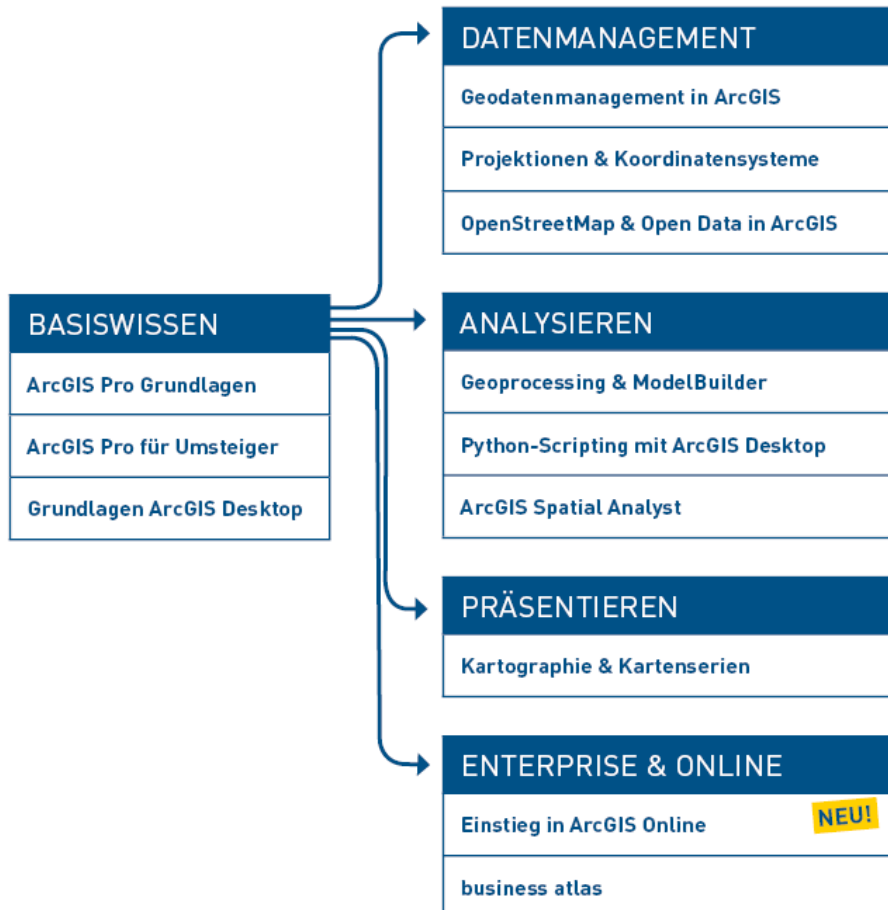 BASISWISSEN
ArcGIS Pro Grundlagen
ArcGIS Pro für Umsteiger
Grundlagen ArcGIS Desktop
DATENMANAGEMENT
Geodatenmanagement in ArcGIS
Projektionen & Koordinatensysteme
OpenStreetMap & Open Data in ArcGIS
ANALYSIEREN
Geoprocessing & ModelBuilder
Python-Scripting mit ArcGIS Desktop
ArcGIS Spatial Analyst
PRÄSENTIEREN
Kartographie & Kartenserien
ENTERPRISE & ONLINE
Einstieg in ArcGIS Online
NEU!
business atlas